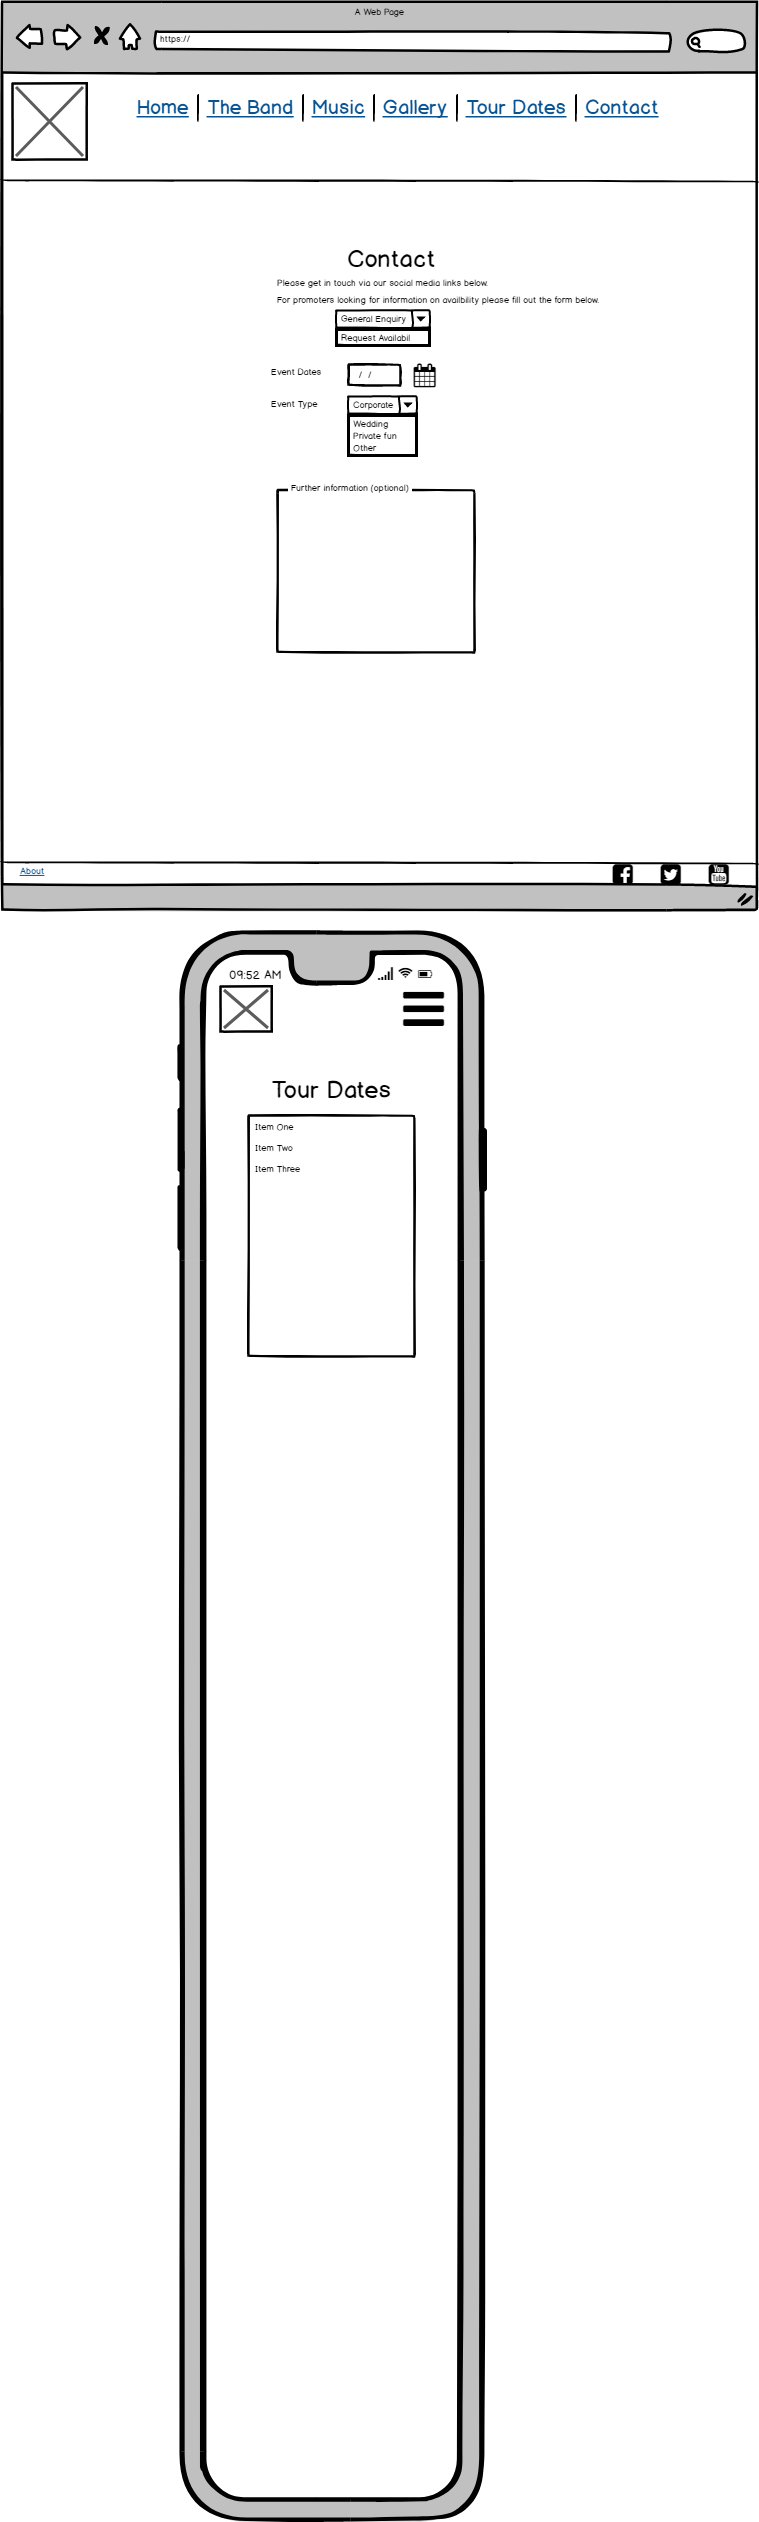 A Web Page
https://
Home The Band Music Gallery Tour Dates Contact
Contact
Please get in touch via our social media links below.
For promoters looking for information on availbility please fill out the form below.
General Enquiry
Request Availabil
Event Dates / /
Event Type Corporate
Wedding
Private fun
Other
Further information (optional)
About
You
Tube
09:52 AM
Tour Dates
Item One
Item Two
Item Three